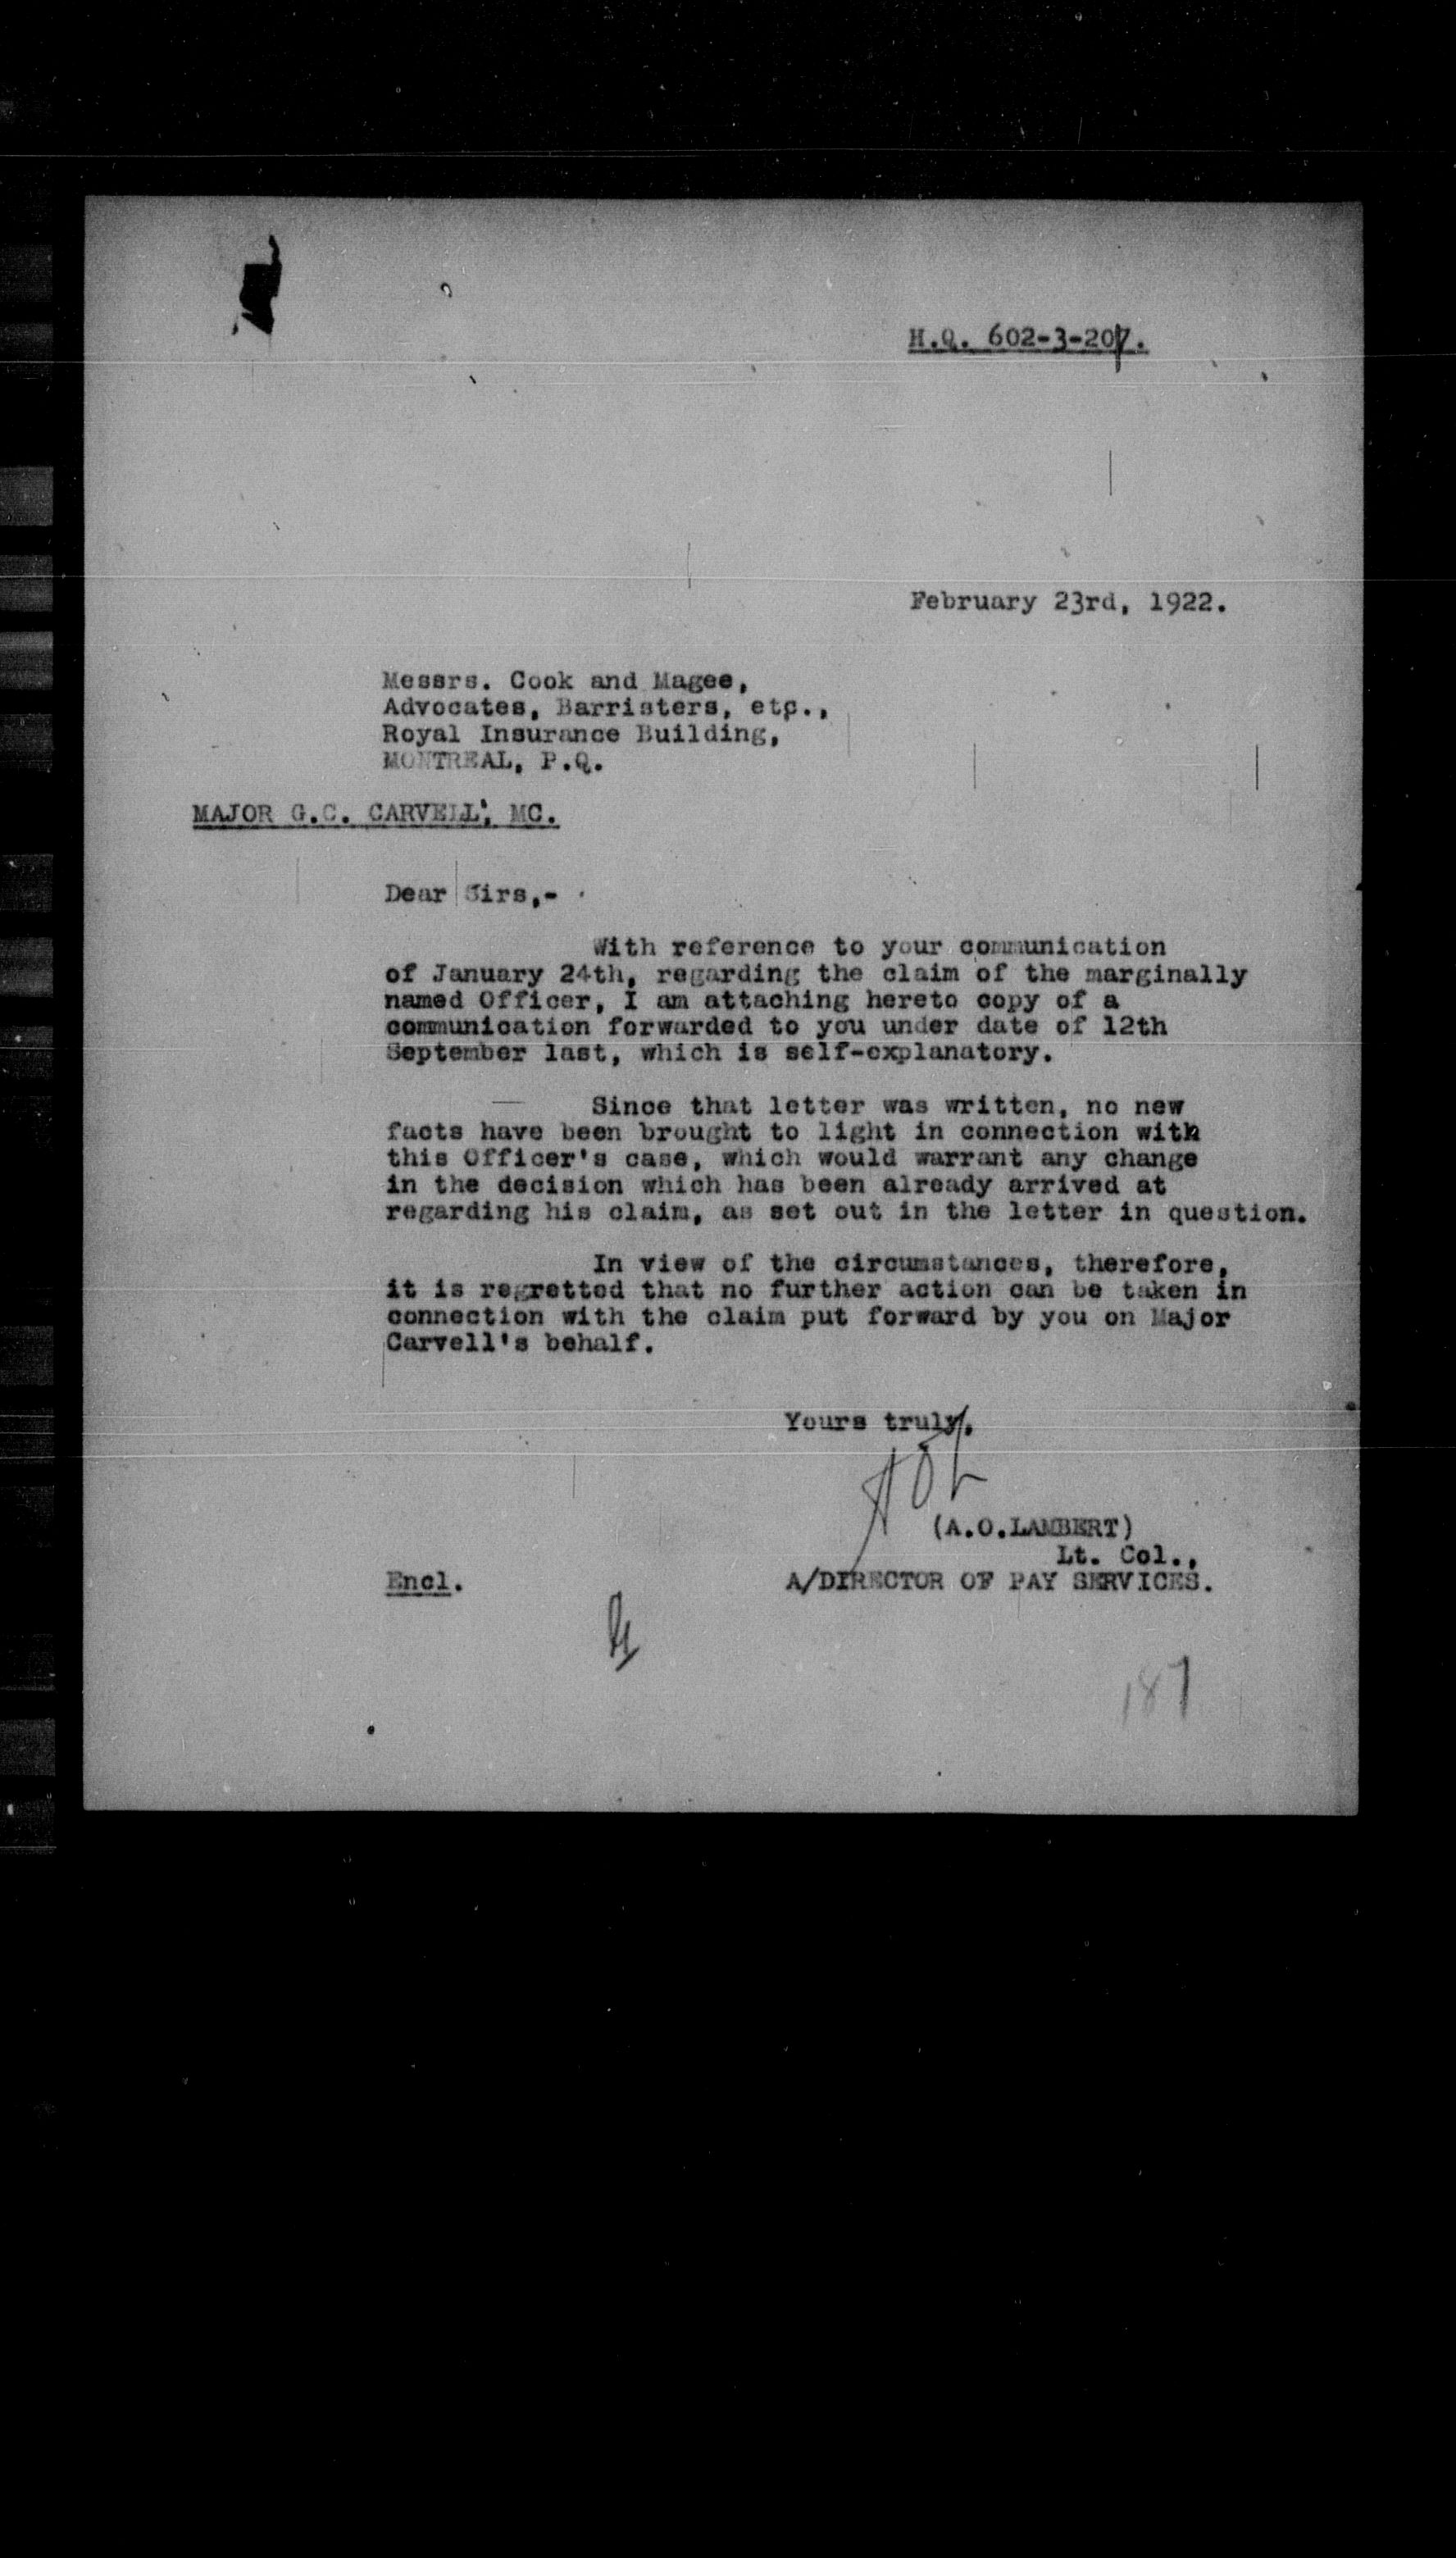 H.Q. 602-3-207.
February 23rd, 1922.
Messrs. Cook and Magee,
Advocates, Barristers, etc.,
Royal Insurance Building,
MONTREAL, P.Q.
MAJOR G.C. CARVELL, MC.
Dear Sirs,-
With reference to your communication
of January 24th, regarding the claim of the marginally
named Officer, I am attaching hereto copy of a
communication forwarded to you under date of 12th
September last, which is self-explanatory.
Since that letter was written, no new
facts have been brought to light in connection with
this Officer's case, which would warrant any change
in the decision which has been already arrived at
regarding his claim, as set out in the letter in question.
In view of the circumstances, therefore,
it is regretted that no further action can be taken in
connection with the claim put forward by you on Major
Carvell's behalf.
Yours truly,
AOL
(A.O.LAMBERT)
Lt. Col.,
Encl. A/DIRECTOR OF PAY SERVICES.
187